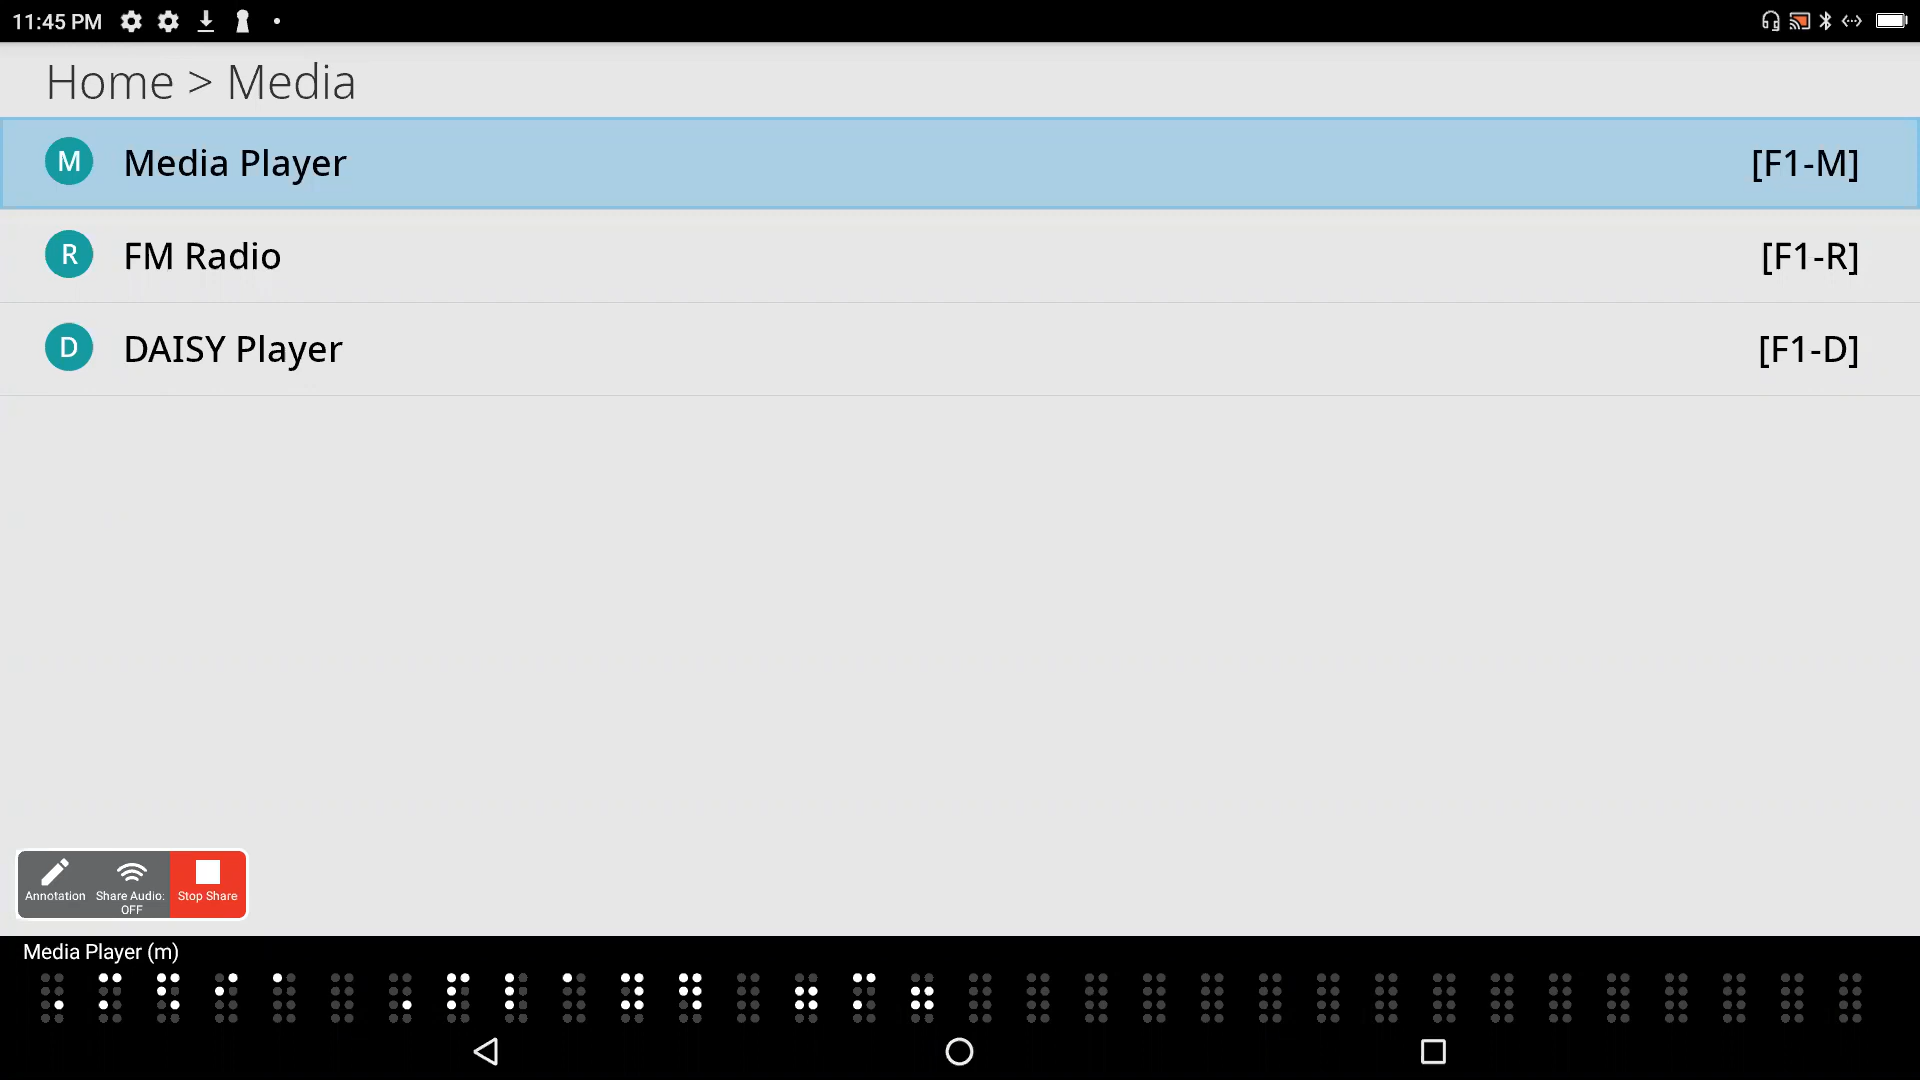 11:45 PM
Home > Media
M Media Player [F1-M]
R FM Radio [F1-R]
D DAISY Player [F1-D]
Annotation
Share Audio: OFF
Stop Share
Media Player (m)